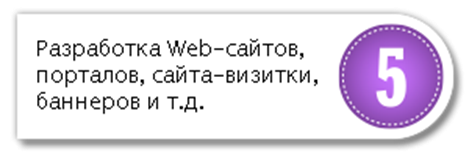 Разработка Web-сайтов,
порталов, сайта-визитки,
баннеров и т.д.
5